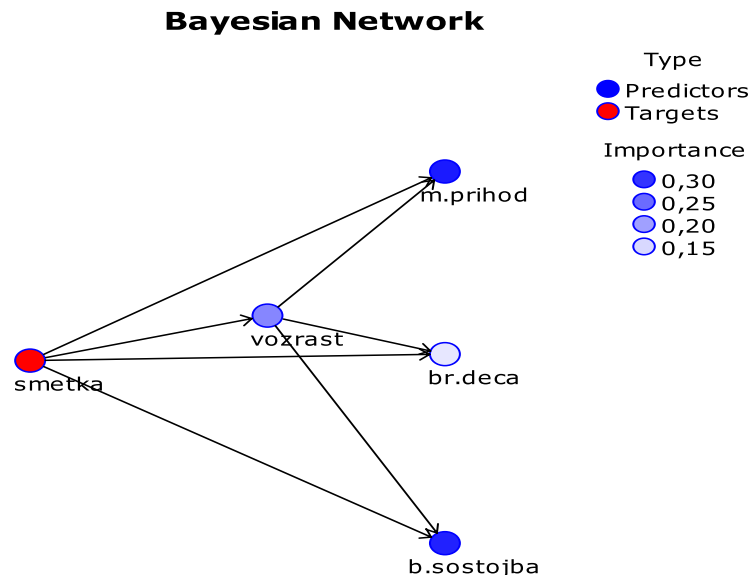 Bayesian Network
Type
Predictors
Targets
Importance
0,30
0,25
0,20
0,15
m.prihod
vozrast
br.deca
smetka
b.sostojba